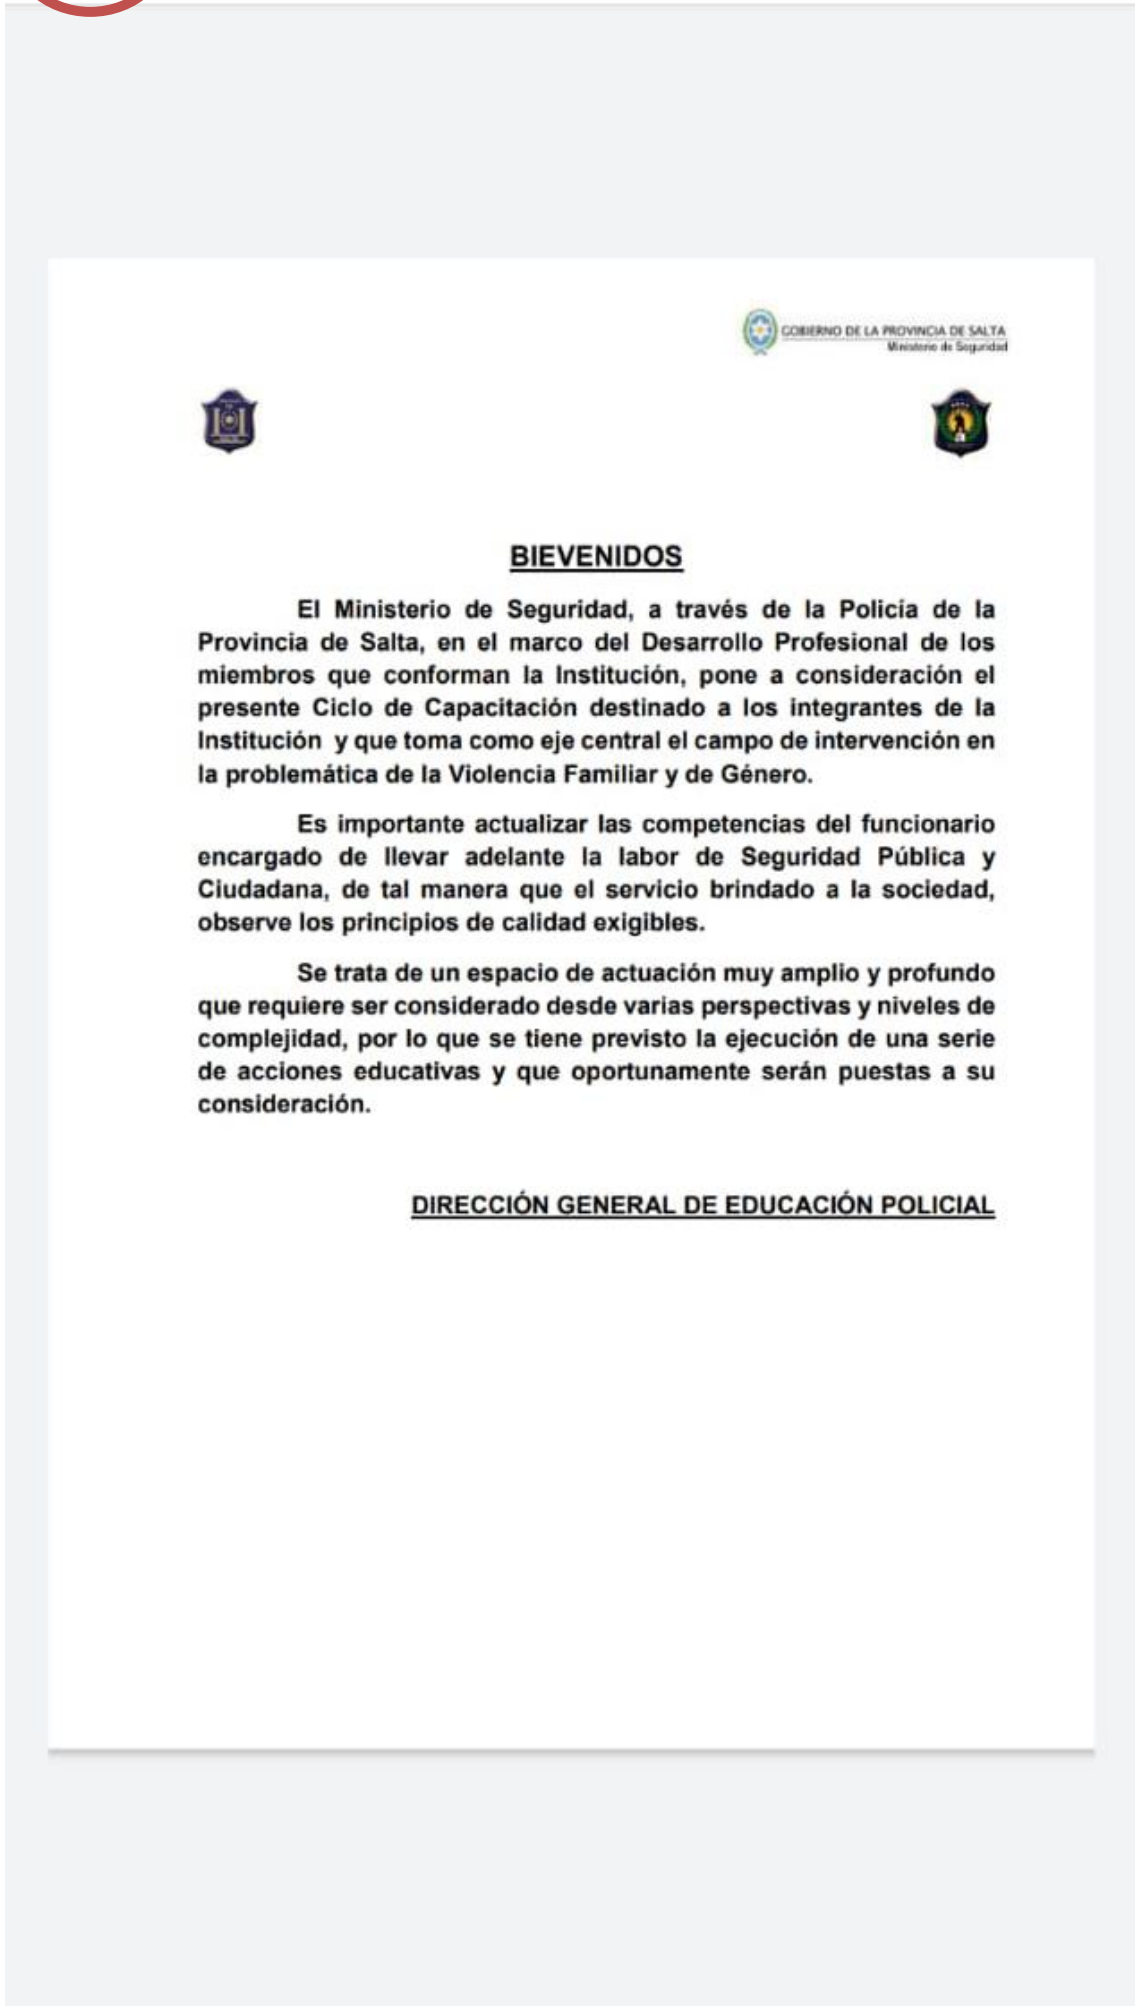 GOBIERNO DE LA PROVINCIA DE SALTA
Ministerio de Seguridad
BIEVENIDOS
El Ministerio de Seguridad, a través de la Policía de la
Provincia de Salta, en el marco del Desarrollo Profesional de los
miembros que conforman la Institución, pone a consideración el
presente Ciclo de Capacitación destinado a los integrantes de la
Institución y que toma como eje central el campo de intervención en
la problemática de la Violencia Familiar y de Género.
Es importante actualizar las competencias del funcionario
encargado de llevar adelante la labor de Seguridad Pública y
Ciudadana, de tal manera que el servicio brindado a la sociedad,
observe los principios de calidad exigibles.
Se trata de un espacio de actuación muy amplio y profundo
que requiere ser considerado desde varias perspectivas y niveles de
complejidad, por lo que se tiene previsto la ejecución de una serie
de acciones educativas y que oportunamente serán puestas a su
consideración.
DIRECCIÓN GENERAL DE EDUCACIÓN POLICIAL